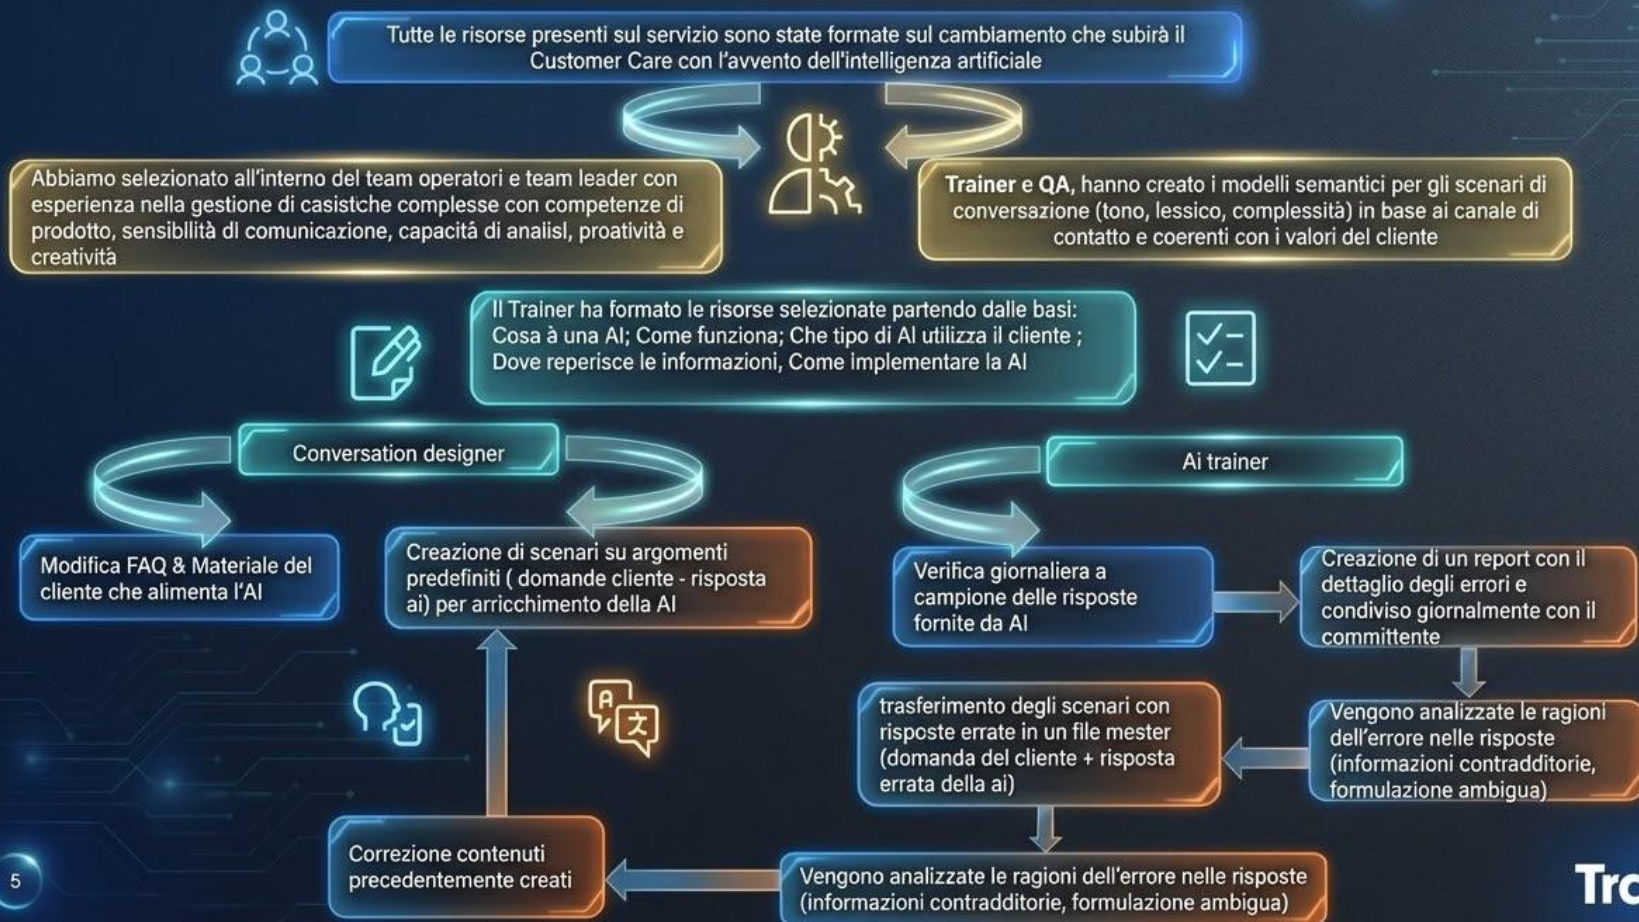 Tutte le risorse presenti sul servizio sono state formate sul cambiamento che subirà il
Customer Care con l'avvento dell'intelligenza artificiale
Abbiamo selezionato all'interno del team operatori e team leader con
esperienza nella gestione di casistiche complesse con competenze di
prodotto, sensibilità di comunicazione, capacitá di analisl, proatività e
creatività
Trainer e QA, hanno creato i modelli semantici per gli scenari di
conversazione (tono, lessico, complessità) in base ai canale di
contatto e coerenti con i valori del cliente
Il Trainer ha formato le risorse selezionate partendo dalle basi:
Cosa à una AI; Come funziona; Che tipo di AI utilizza il cliente ;
Dove reperisce le informazioni, Come implementare la AI
Conversation designer
Ai trainer
Modifica FAQ & Materiale del
cliente che alimenta l'AI
Creazione di scenari su argomenti
predefiniti ( domande cliente - risposta
ai) per arricchimento della AI
Verifica giornaliera a
campione delle risposte
fornite da AI
Creazione di un report con il
dettaglio degli errori e
condiviso giornalmente con il
committente
trasferimento degli scenari con
risposte errate in un file mester
(domanda del cliente + risposta
errata della ai)
Vengono analizzate le ragioni
dell'errore nelle risposte
(informazioni contradditorie,
formulazione ambigua)
A
文
Correzione contenuti
precedentemente creati
Vengono analizzate le ragioni dell'errore nelle risposte
(informazioni contradditorie, formulazione ambigua)
5